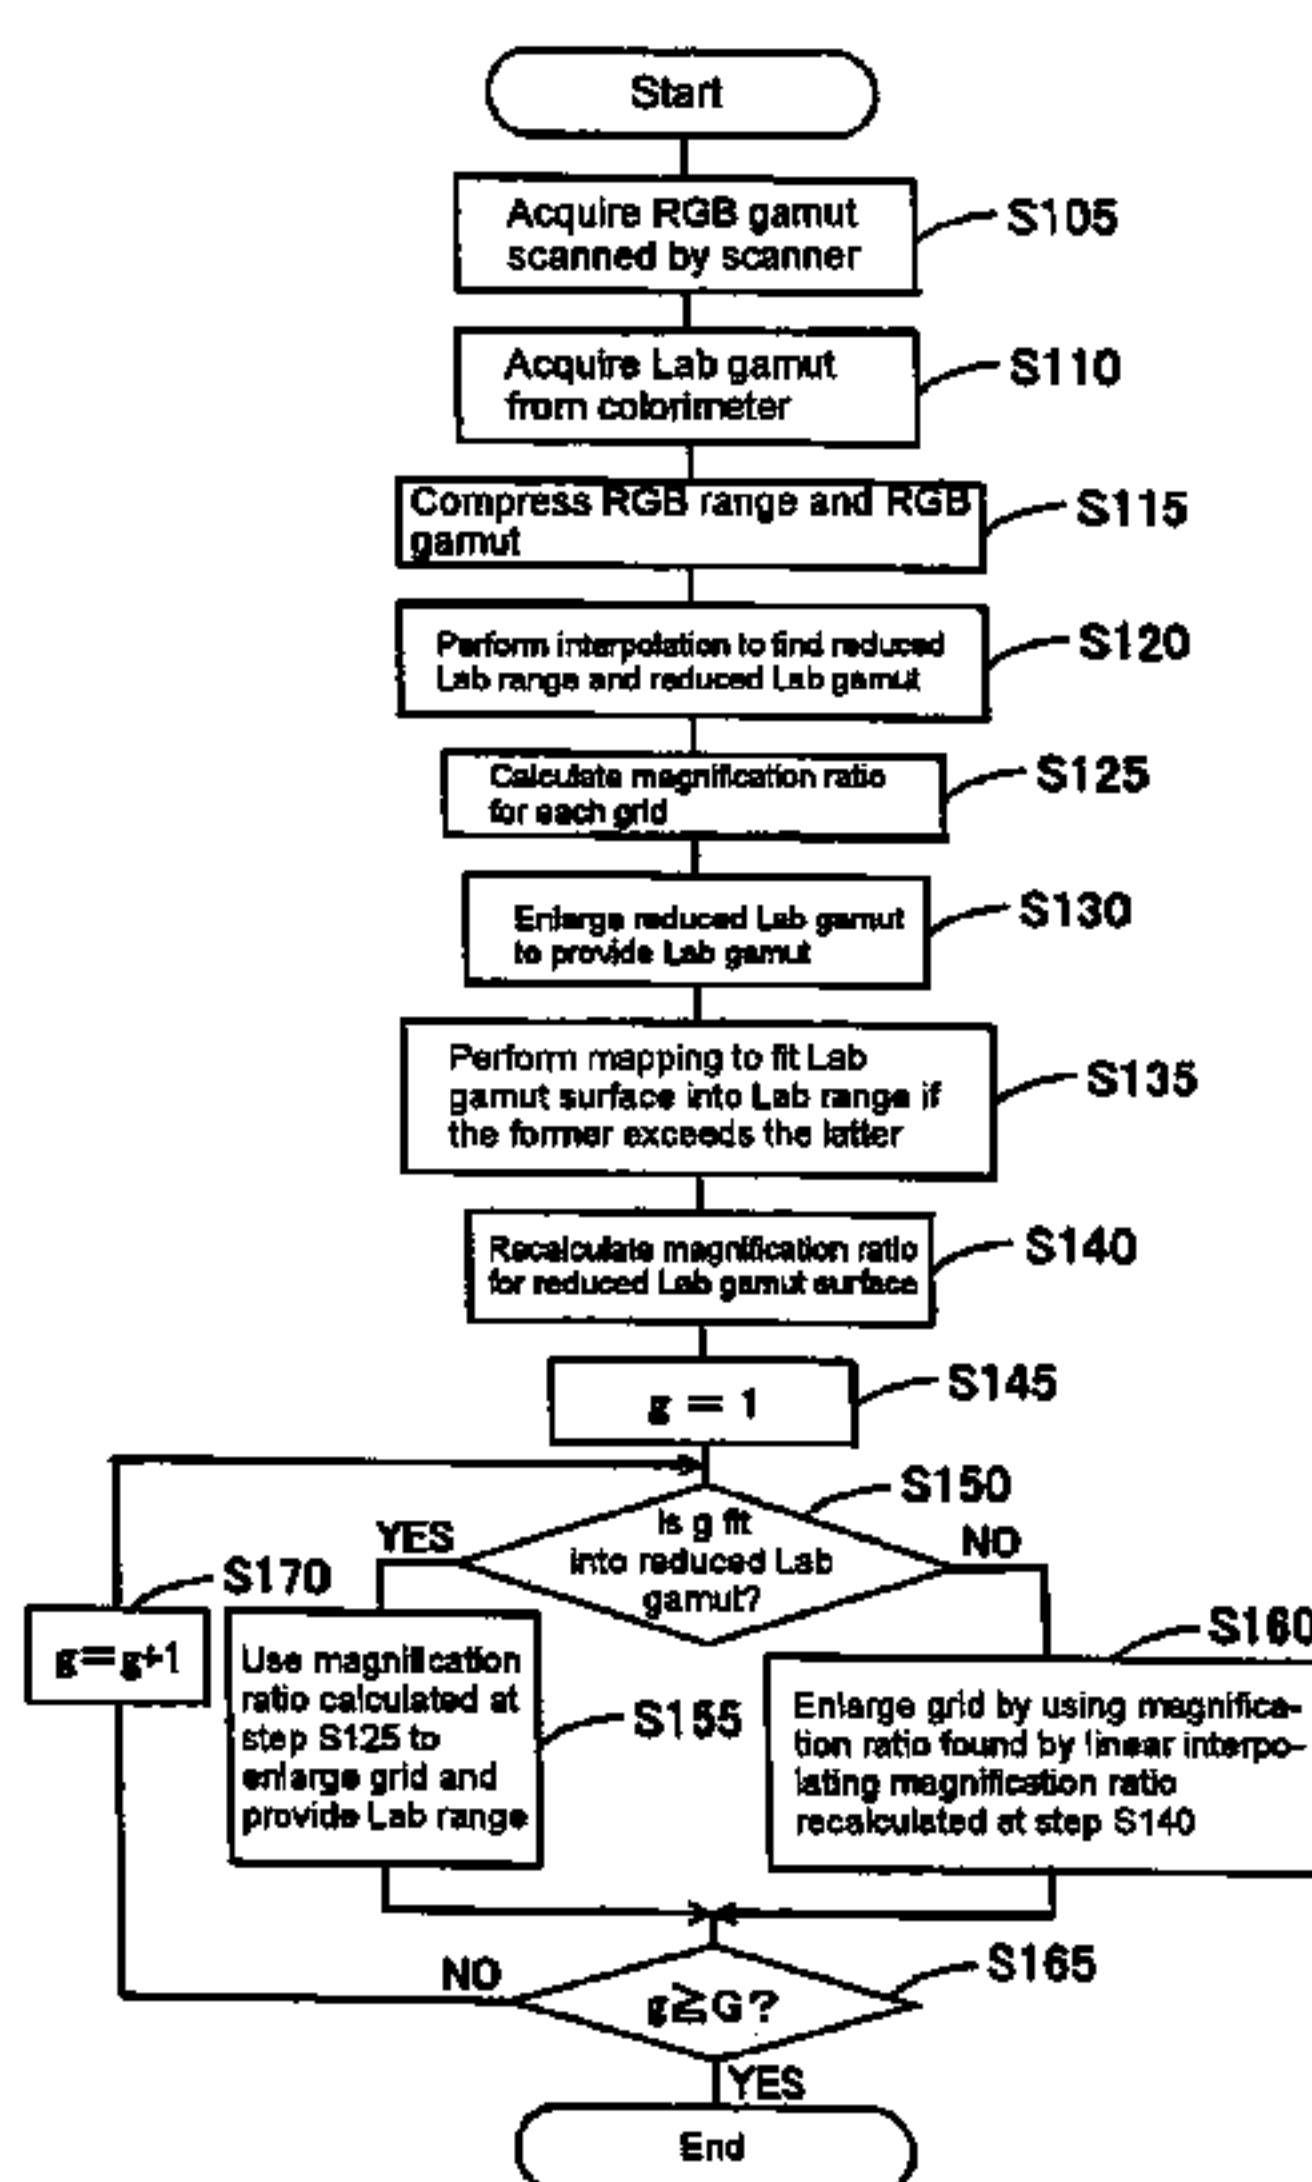 Start
Acquire RGB gamut
scanned by scanner
S105
Acquire Lab gamut
from colorimeter
S110
Compress RGB range and RGB
gamut
S115
Perform interpolation to find reduced
Lab range and reduced Lab gamut
S120
Calculate magnification ratio
for each grid
S125
Enlarge reduced Lab gamut
to provide Lab gamut
S130
Perform mapping to fit Lab
gamut surface into Lab range if
the former exceeds the latter
S135
Recalculate magnification ratio
for reduced Lab gamut surface
S140
g = 1
S145
S150
Is g fit
into reduced Lab
gamut?
YES
NO
S170
g=g+1
Use magnification
ratio calculated at
step S125 to
enlarge grid and
provide Lab range
S155
S160
Enlarge grid by using magnifica-
tion ratio found by linear interpo-
lating magnification ratio
recalculated at step S140
NO
g≧G?
S165
YES
End